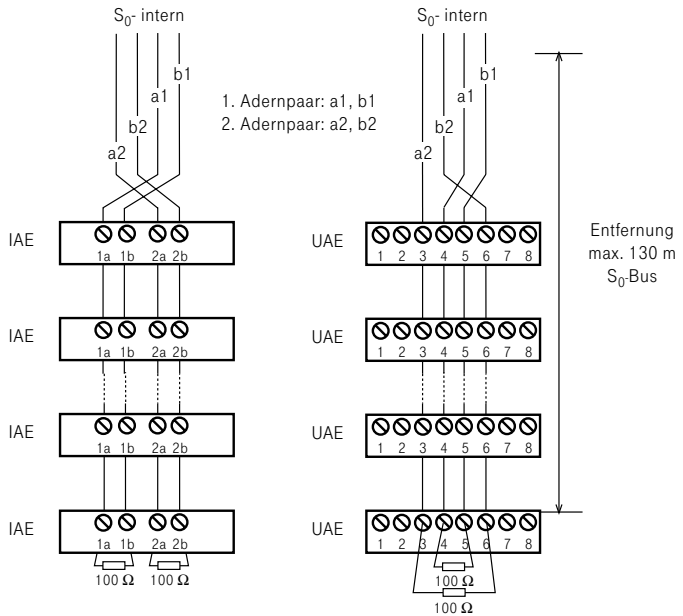 S0- intern
a2
b2
a1
b1
1. Adernpaar: a1, b1
2. Adernpaar: a2, b2
S0- intern
a2
b2
a1
b1
IAE
1a 1b 2a 2b
IAE
1a 1b 2a 2b
IAE
1a 1b 2a 2b
IAE
1a 1b 2a 2b
100 Ω 100 Ω
UAE
1 2 3 4 5 6 7 8
UAE
1 2 3 4 5 6 7 8
UAE
1 2 3 4 5 6 7 8
UAE
1 2 3 4 5 6 7 8
100 Ω
100 Ω
Entfernung
max. 130 m
S0-Bus